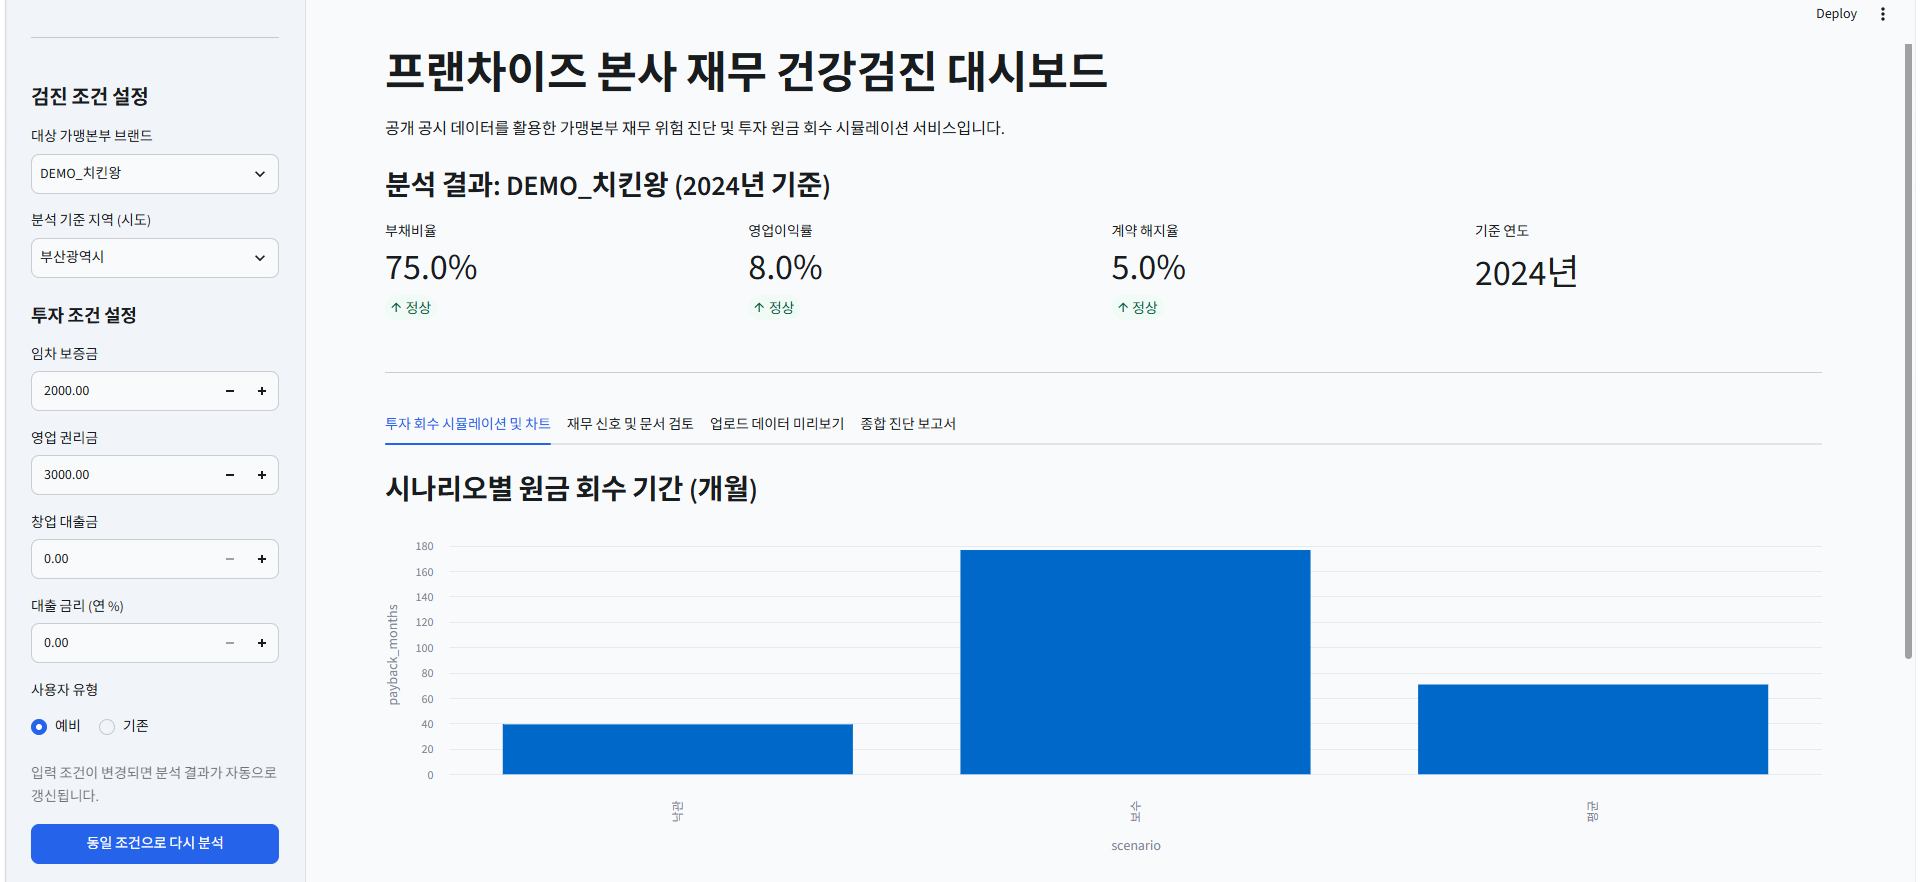 Deploy
검진 조건 설정
대상 가맹본부 브랜드
DEMO_치킨왕
분석 기준 지역 (시도)
부산광역시
투자 조건 설정
임차 보증금
2000.00
영업 권리금
3000.00
창업 대출금
0.00
대출 금리 (연 %)
0.00
사용자 유형
예비 기존
입력 조건이 변경되면 분석 결과가 자동으로
갱신됩니다.
동일 조건으로 다시 분석
프랜차이즈 본사 재무 건강검진 대시보드
공개 공시 데이터를 활용한 가맹본부 재무 위험 진단 및 투자 원금 회수 시뮬레이션 서비스입니다.
분석 결과: DEMO_치킨왕 (2024년 기준)
부채비율
75.0%
↑ 정상
영업이익률
8.0%
↑ 정상
계약 해지율
5.0%
↑ 정상
기준 연도
2024년
투자 회수 시뮬레이션 및 차트 재무 신호 및 문서 검토 업로드 데이터 미리보기 종합 진단 보고서
시나리오별 원금 회수 기간 (개월)
payback_months
180
160
140
120
100
80
60
40
20
0
낙관 보수 평균
scenario